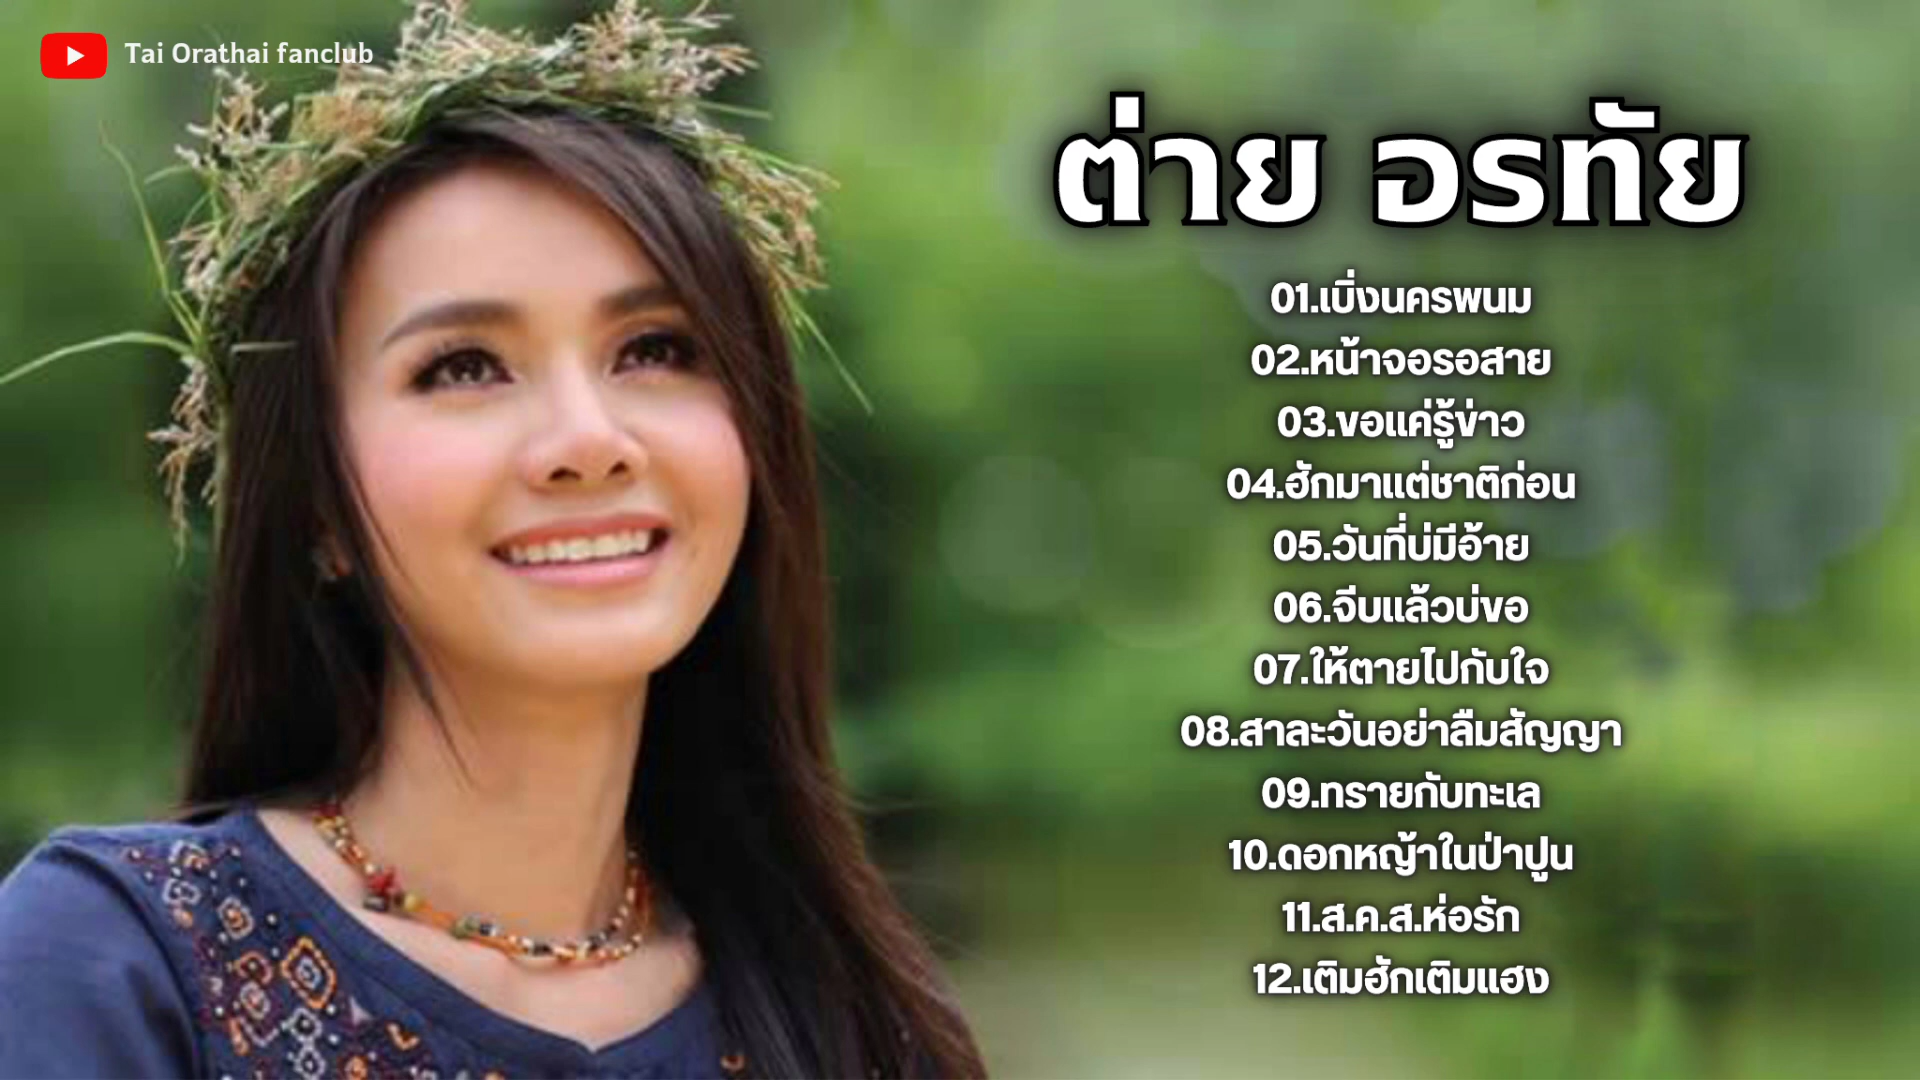 Tai Orathai fanclub
ต่าย อรทัย
01.เบิ่งนครพนม
02.หน้าจอรอสาย
03.ขอแค่รู้ข่าว
04.ฮักมาแต่ชาติก่อน
05.วันที่บ่มีอ้าย
06.จีบแล้วบ่ขอ
07.ให้ตายไปกับใจ
08.สาละวันอย่าลืมสัญญา
09.ทรายกับทะเล
10.ดอกหญ้าในป่าปูน
11.ส.ค.ส.ห่อรัก
12.เติมฮักเติมแฮง